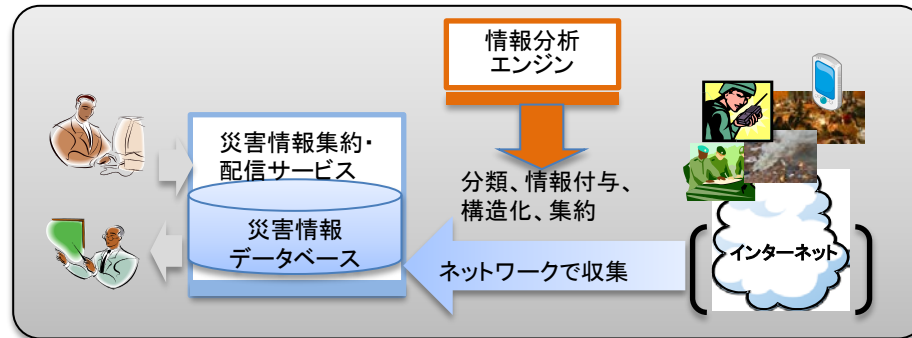 情報分析
エンジン
災害情報集約・
配信サービス
分類、情報付与、
構造化、集約
災害情報
データベース
ネットワークで収集
インターネット